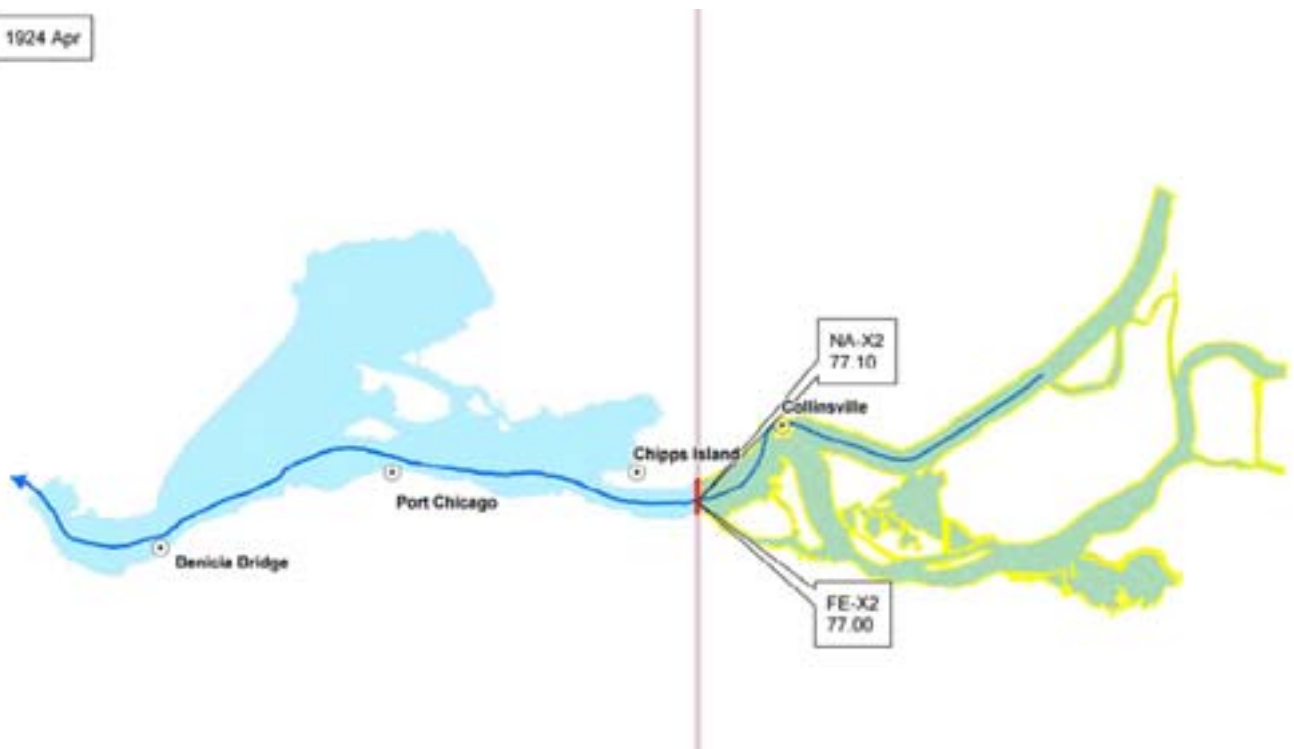 1924 Apr
NA-X2
77.10
Collinsville
Chipps Island
Port Chicago
Benicia Bridge
FE-X2
77.00